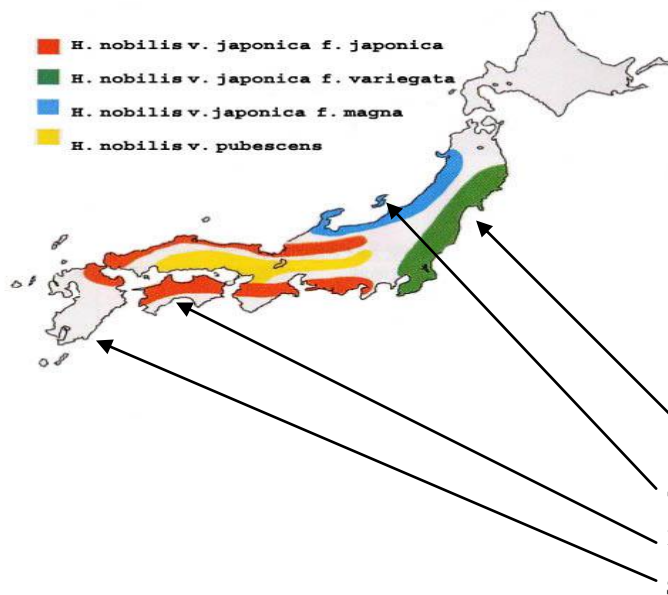 H. nobilis v. japonica f. japonica
H. nobilis v. japonica f. variegata
H. nobilis v.japonica f. magna
H. nobilis v. pubescens